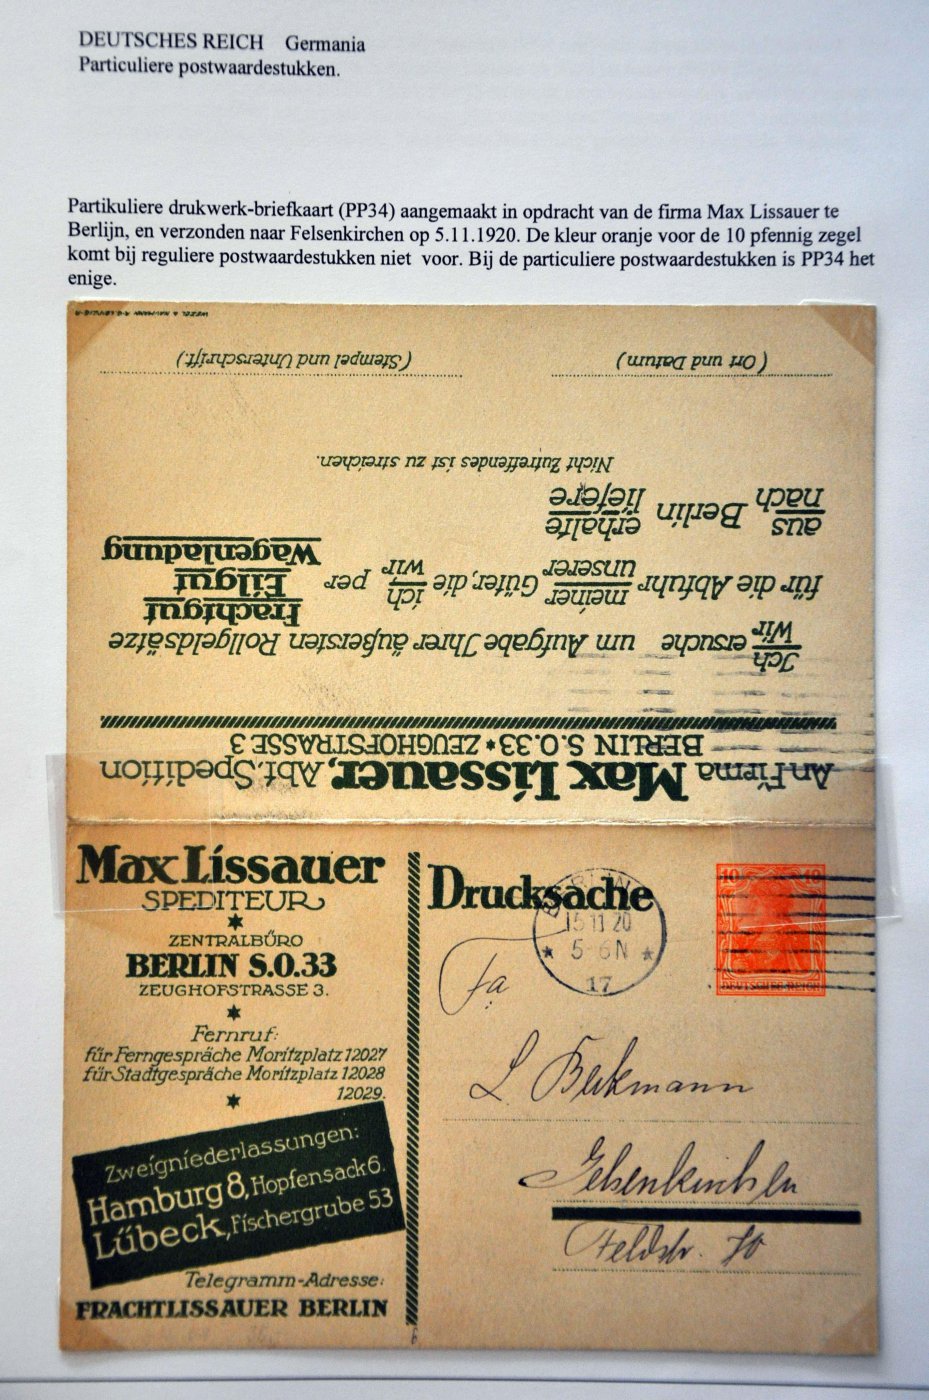 DEUTSCHES REICH Germania
Particuliere postwaardestukken.
Partikuliere drukwerk-briefkaart (PP34) aangemaakt in opdracht van de firma Max Lissauer te
Berlijn, en verzonden naar Felsenkirchen op 5.11.1920. De kleur oranje voor de 10 pfennig zegel
komt bij reguliere postwaardestukken niet voor. Bij de particuliere postwaardestukken is PP34 het
enige.
An Firma Max Lissauer, Abt. Spedition
BERLIN S.O.33 * ZEUGHOFSTRASSE 3
Ich
Wir ersuche um Aufgabe Ihrer äußersten Rollgeldsätze
für die Abfuhr meiner
unserer Güter, die ich
wir per Frachtgut
Eilgut
Wagenladung
aus
nach Berlin erhalte
liefere
Nicht Zutreffendes ist zu streichen.
(Ort und Datum)
(Stempel und Unterschrift.)
Max Lissauer
SPEDITEUR
ZENTRALBÜRO
BERLIN S.O.33
ZEUGHOFSTRASSE 3.
Fernruf:
für Ferngespräche Moritzplatz 12027
für Stadtgespräche Moritzplatz 12028
12029.
Zweigniederlassungen:
Hamburg 8, Hopfensack 6.
Lübeck, Fischergrube 53
Telegramm-Adresse:
FRACHTLISSAUER BERLIN
Drucksache
BERLIN
15 11 20
5-6 N
17
10 10
DEUTSCHES REICH
Fa
L. Beckmann
Gelsenkirchen
Feldstr. 70